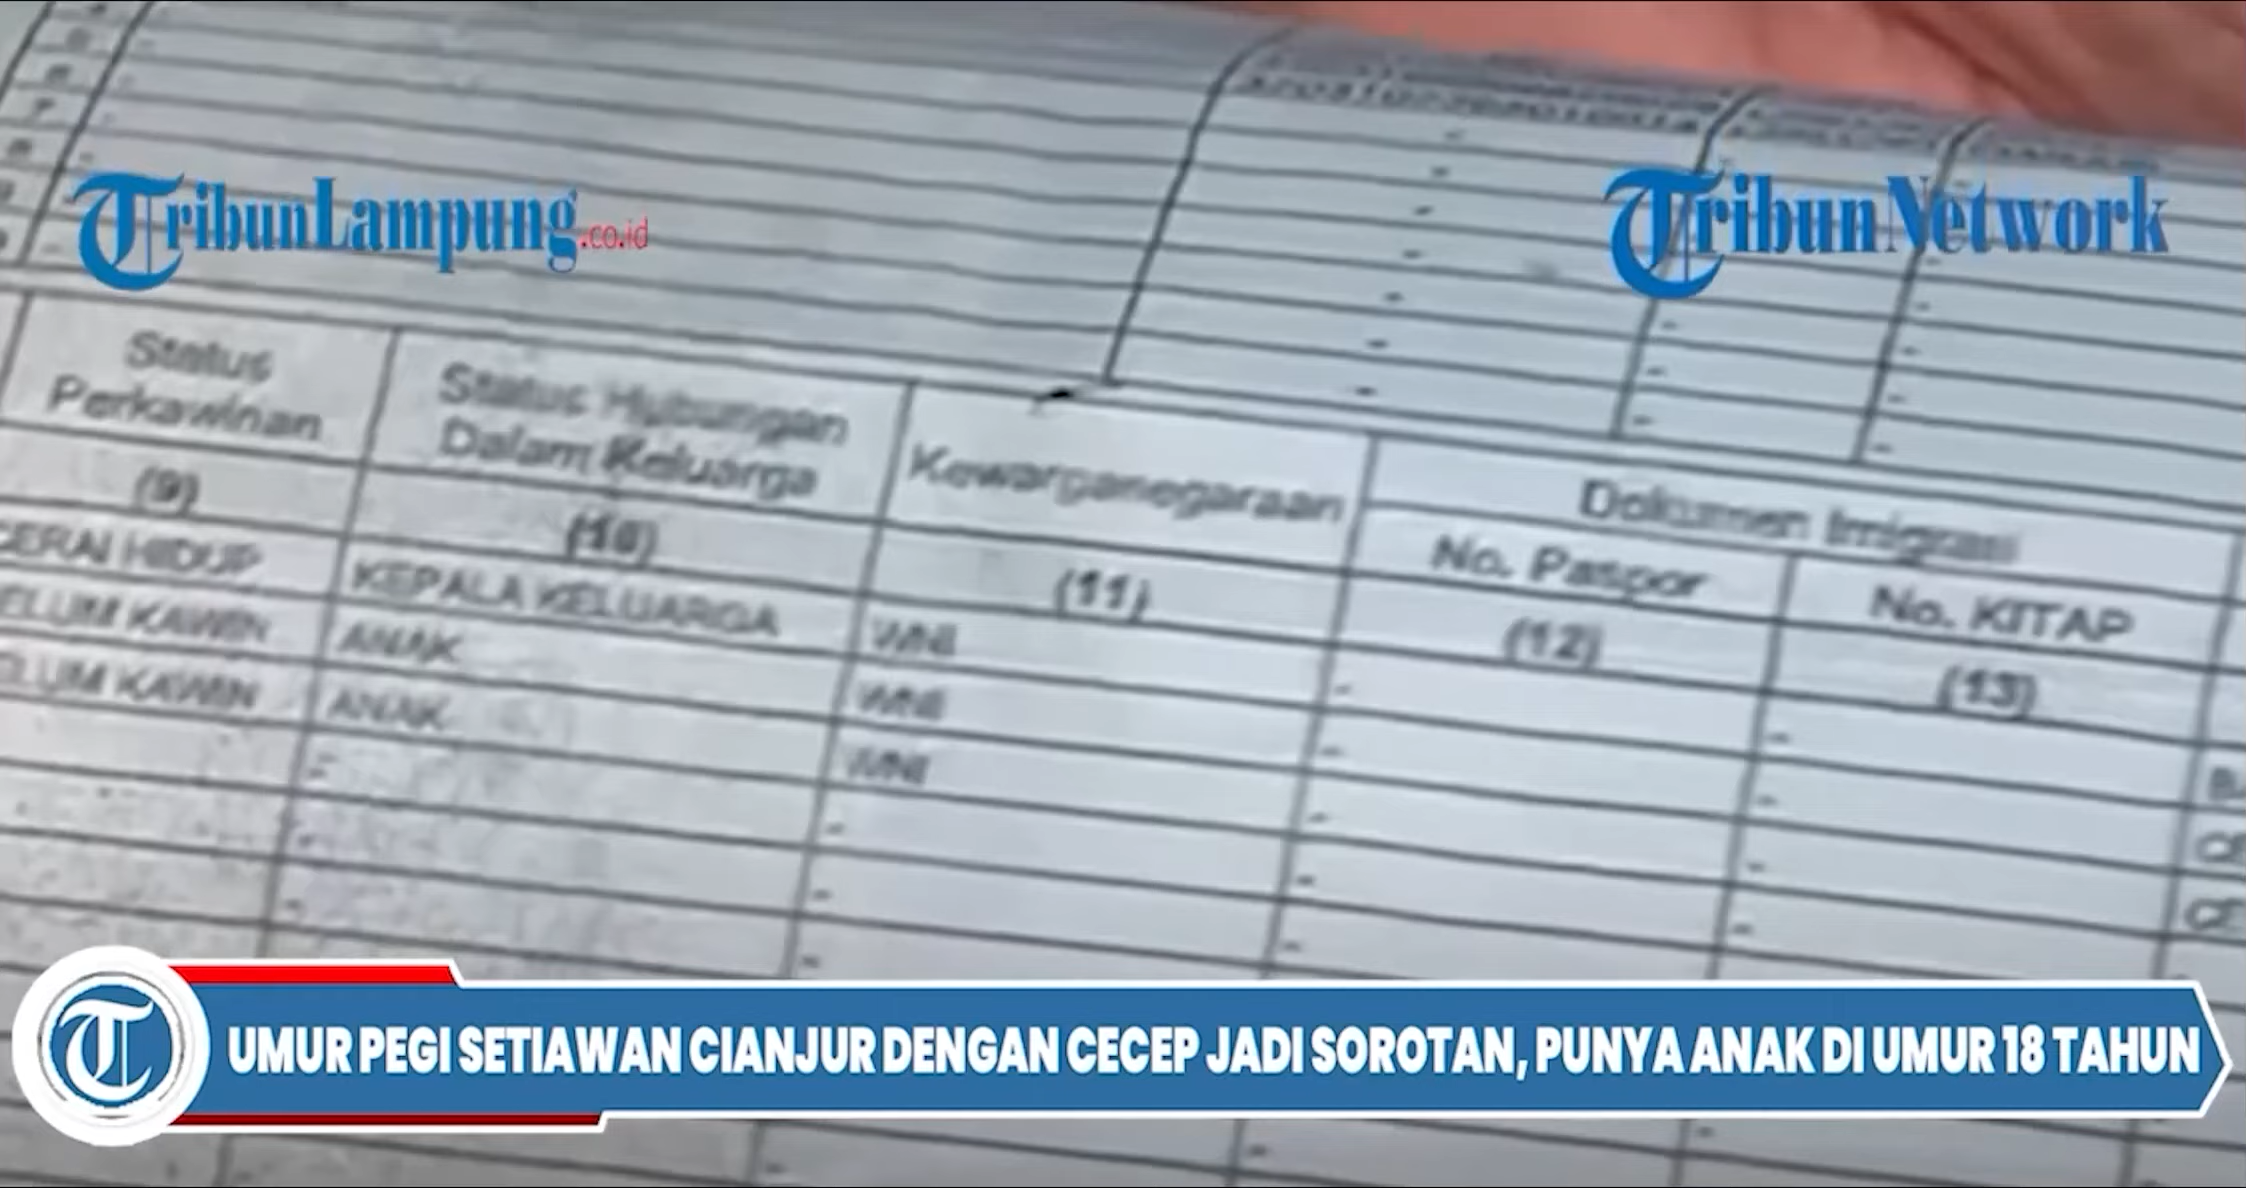 TribunLampung.co.id
TribunNetwork
Status
Perkawinan
Status Hubungan
Dalam Keluarga
Kewarganegaraan
Dokumen Imigrasi
No. Paspor
No. KITAP
(9)
(10)
(11)
(12)
(13)
CERAI HIDUP
KEPALA KELUARGA
WNI
-
-
ELUM KAWIN
ANAK
WNI
-
-
ELUM KAWIN
ANAK
WNI
-
-
UMUR PEGI SETIAWAN CIANJUR DENGAN CECEP JADI SOROTAN, PUNYA ANAK DI UMUR 18 TAHUN